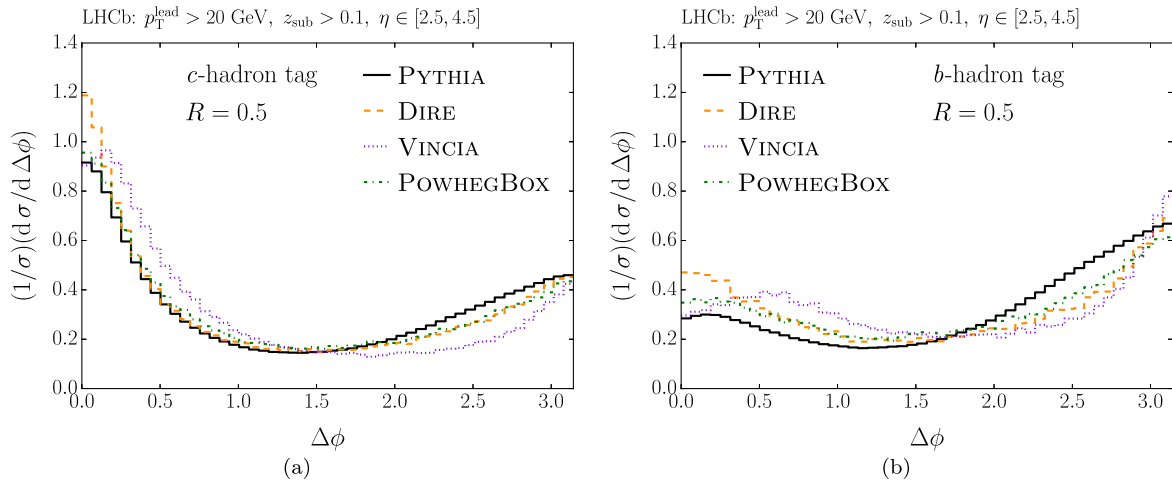 LHCb: p_T^lead > 20 GeV, z_sub > 0.1, η ∈ [2.5, 4.5]
c-hadron tag
R = 0.5
PYTHIA
DIRE
VINCIA
POWHEGBOX
(1/σ)(d σ/d Δϕ)
1.4
1.2
1.0
0.8
0.6
0.4
0.2
0.0
0.0 0.5 1.0 1.5 2.0 2.5 3.0
Δϕ
(a)
LHCb: p_T^lead > 20 GeV, z_sub > 0.1, η ∈ [2.5, 4.5]
PYTHIA
DIRE
VINCIA
POWHEGBOX
b-hadron tag
R = 0.5
(1/σ)(d σ/d Δϕ)
1.4
1.2
1.0
0.8
0.6
0.4
0.2
0.0
0.0 0.5 1.0 1.5 2.0 2.5 3.0
Δϕ
(b)